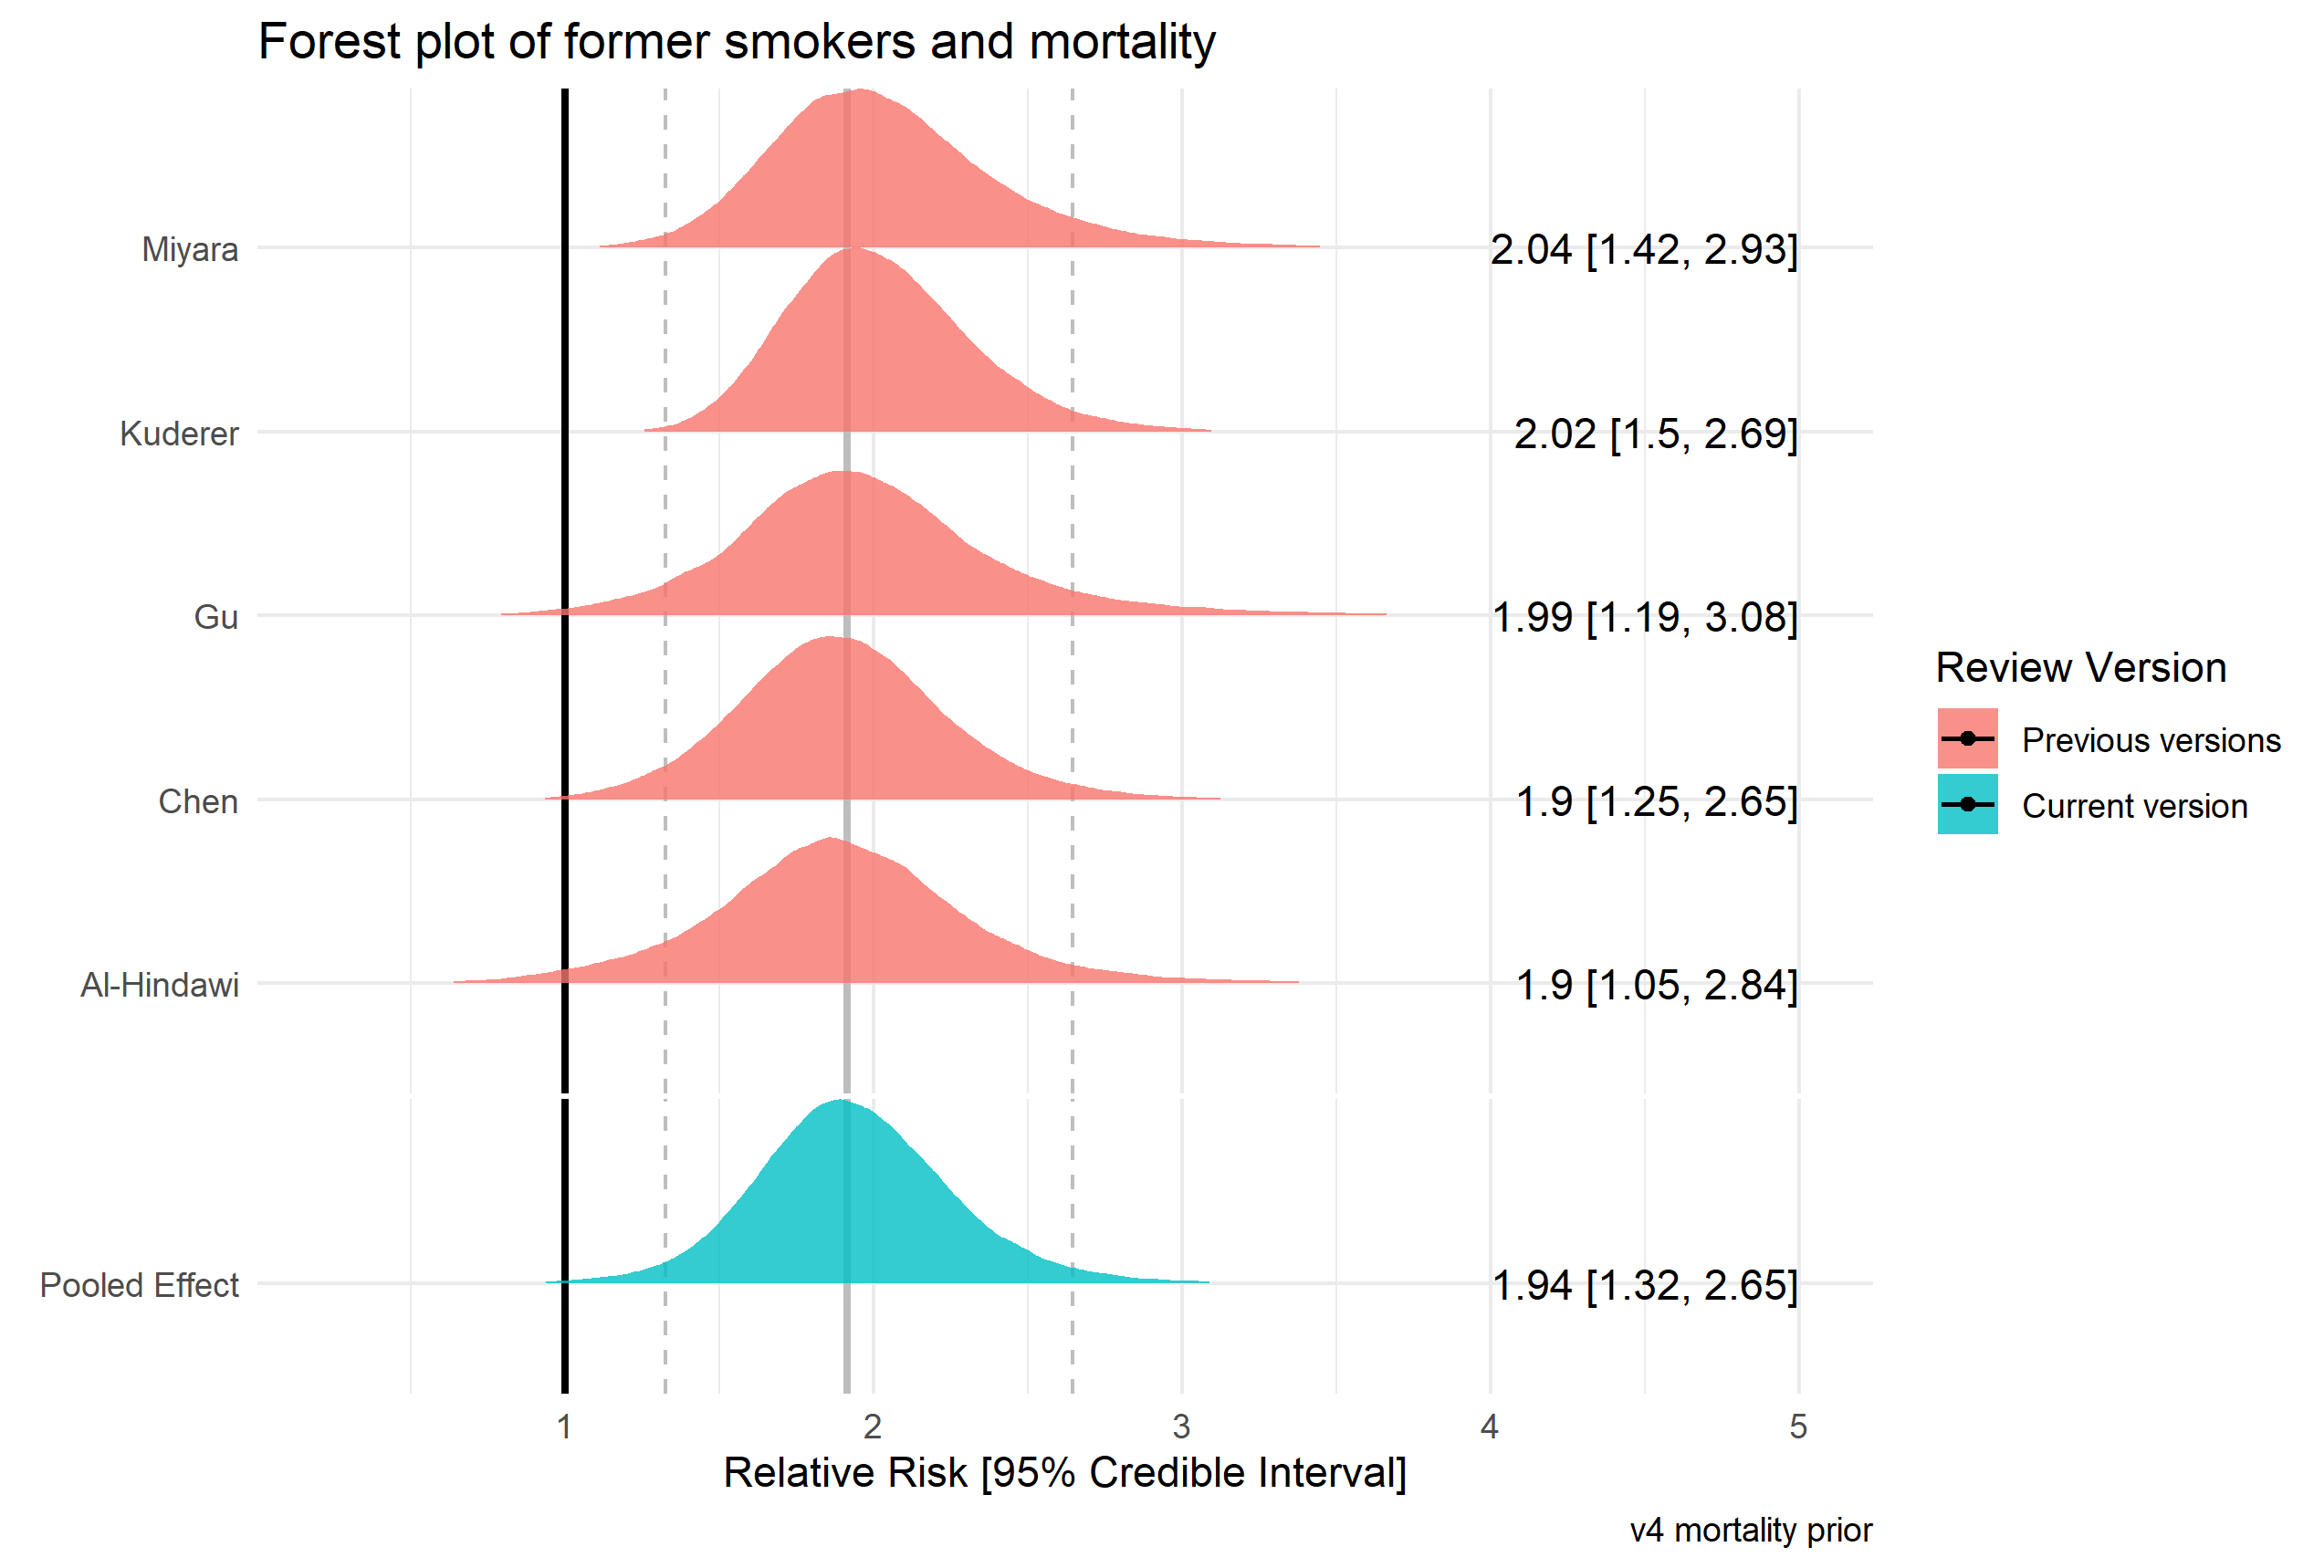 Forest plot of former smokers and mortality
Miyara
2.04 [1.42, 2.93]
Kuderer
2.02 [1.5, 2.69]
Gu
1.99 [1.19, 3.08]
Chen
1.9 [1.25, 2.65]
Al-Hindawi
1.9 [1.05, 2.84]
Pooled Effect
1.94 [1.32, 2.65]
1 2 3 4 5
Relative Risk [95% Credible Interval]
Review Version
Previous versions
Current version
v4 mortality prior